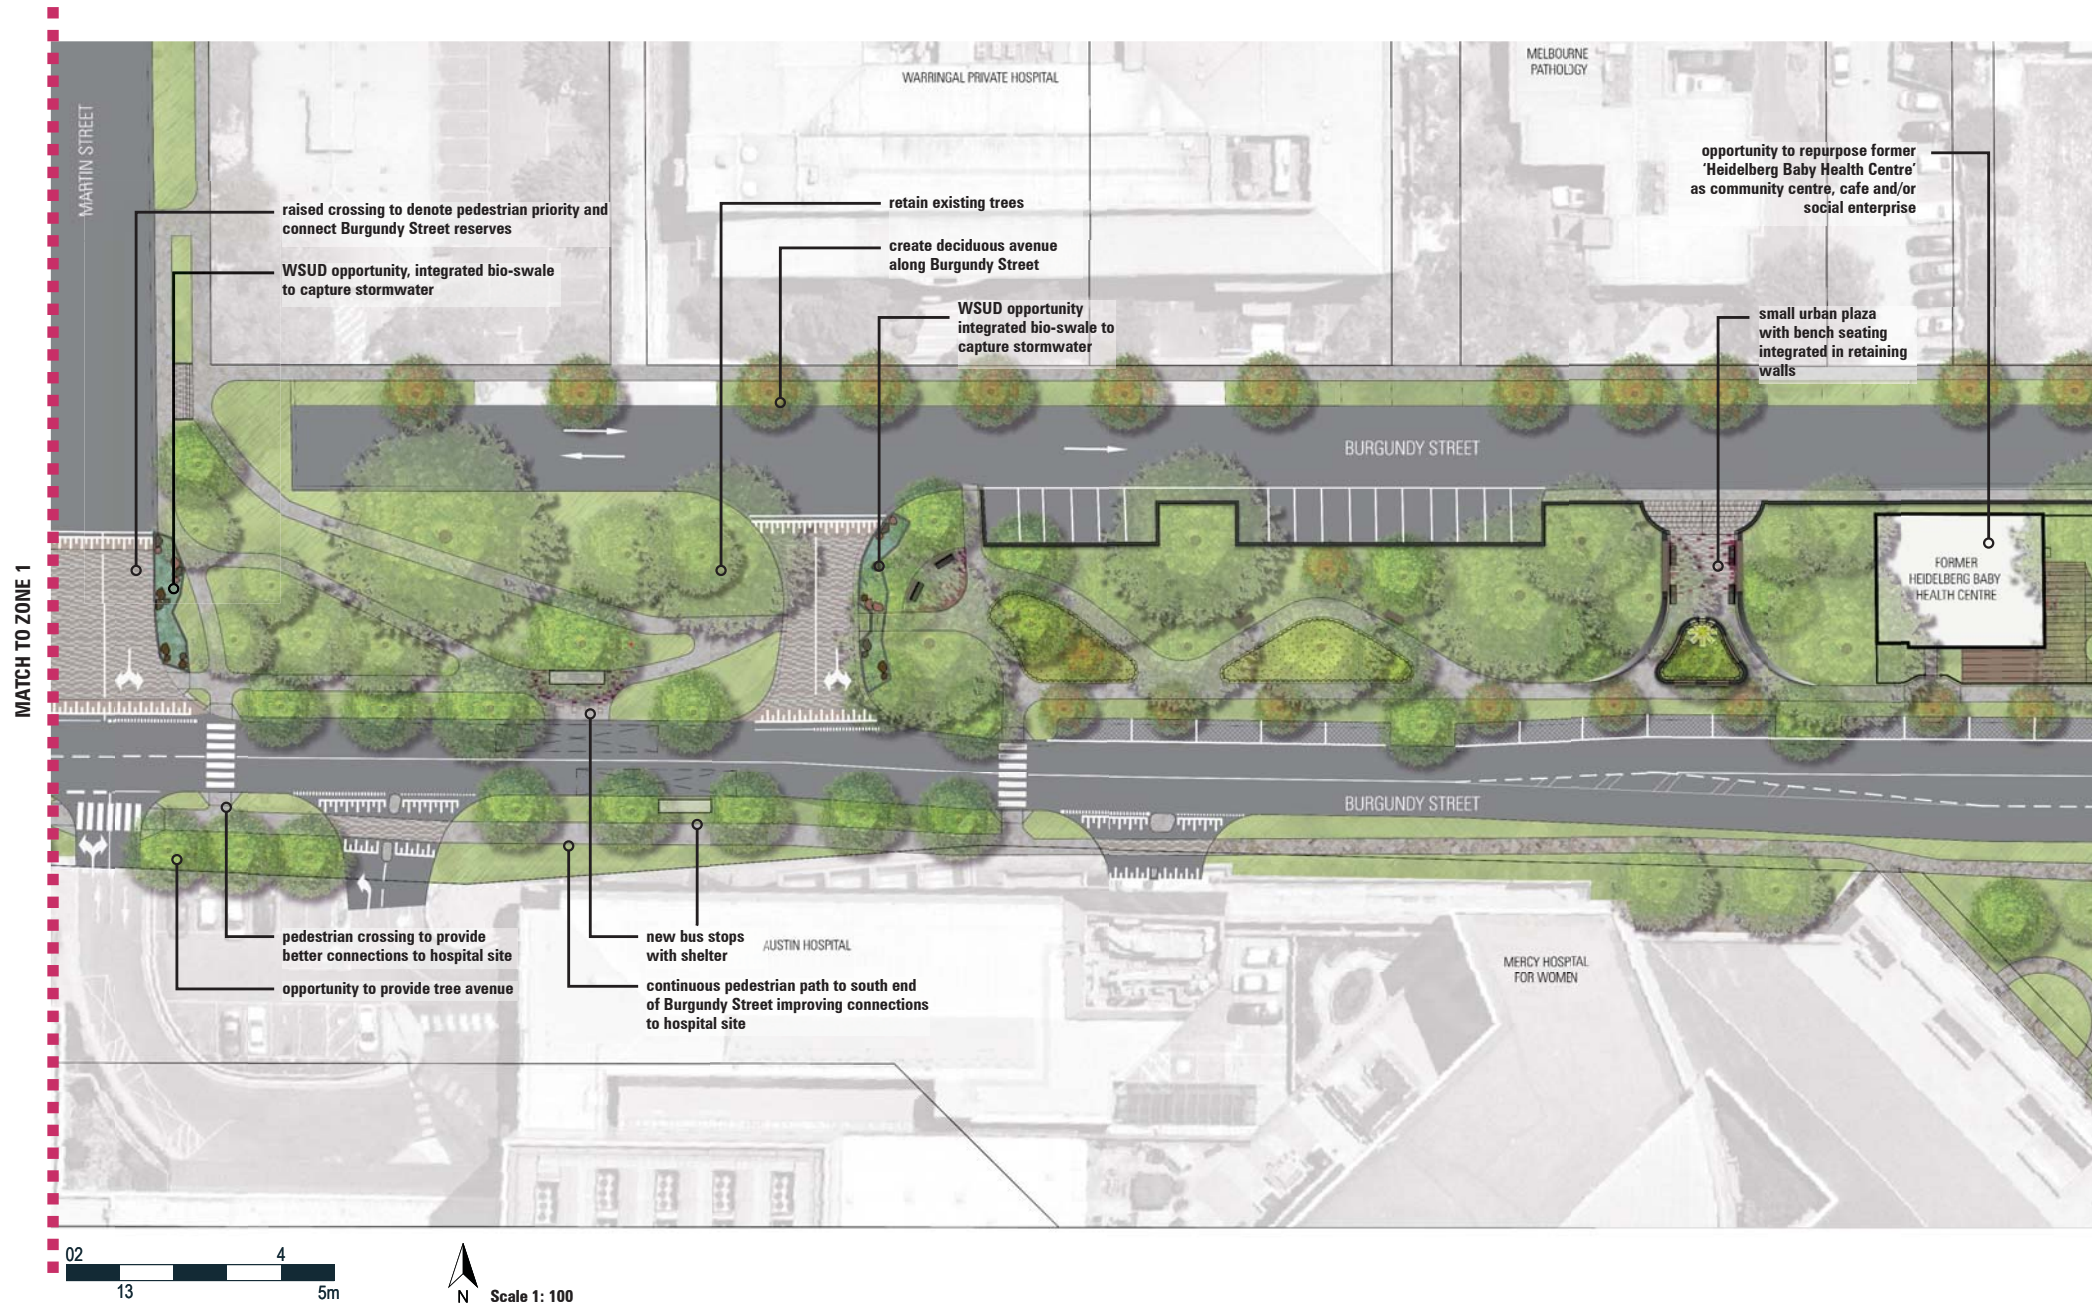 WARRINGAL PRIVATE HOSPITAL
MELBOURNE
PATHOLOGY
MARTIN STREET
opportunity to repurpose former
'Heidelberg Baby Health Centre'
as community centre, cafe and/or
social enterprise
raised crossing to denote pedestrian priority and
connect Burgundy Street reserves
retain existing trees
create deciduous avenue
along Burgundy Street
WSUD opportunity, integrated bio-swale
to capture stormwater
WSUD opportunity
integrated bio-swale to
capture stormwater
small urban plaza
with bench seating
integrated in retaining
walls
BURGUNDY STREET
FORMER
HEIDELBERG BABY
HEALTH CENTRE
MATCH TO ZONE 1
BURGUNDY STREET
pedestrian crossing to provide
better connections to hospital site
opportunity to provide tree avenue
new bus stops
with shelter
AUSTIN HOSPITAL
continuous pedestrian path to south end
of Burgundy Street improving connections
to hospital site
MERCY HOSPITAL
FOR WOMEN
02 4
13 5m
N
Scale 1: 100